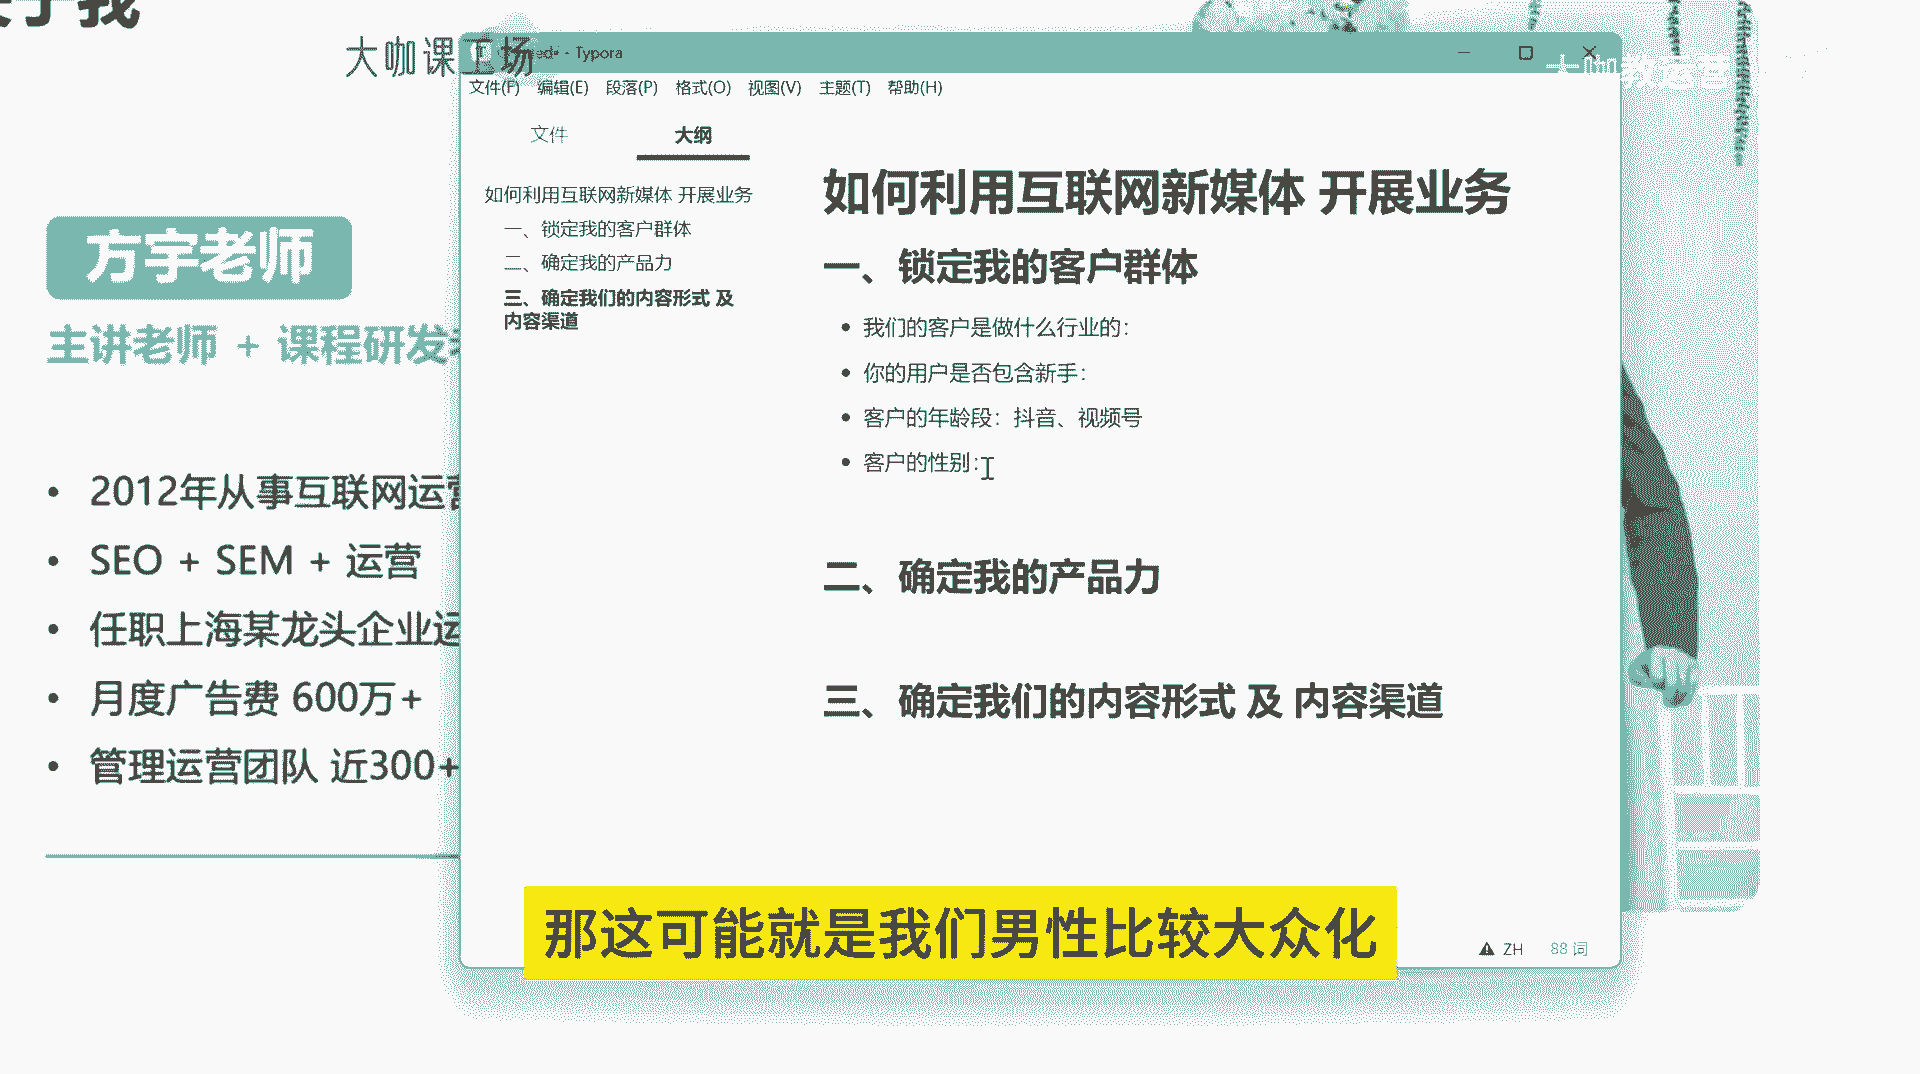 于我
大咖课工场
Typora
大咖教运营
文件(F) 编辑(E) 段落(P) 格式(O) 视图(V) 主题(T) 帮助(H)
文件 大纲
如何利用互联网新媒体 开展业务
一、锁定我的客户群体
二、确定我的产品力
三、确定我们的内容形式 及
内容渠道
如何利用互联网新媒体 开展业务
一、锁定我的客户群体
• 我们的客户是做什么行业的：
• 你的用户是否包含新手：
• 客户的年龄段：抖音、视频号
• 客户的性别：
二、确定我的产品力
三、确定我们的内容形式 及 内容渠道
ZH 88 词
方宇老师
主讲老师 + 课程研发
• 2012年从事互联网运营
• SEO + SEM + 运营
• 任职上海某龙头企业运
• 月度广告费 600万+
• 管理运营团队 近300+
那这可能就是我们男性比较大众化